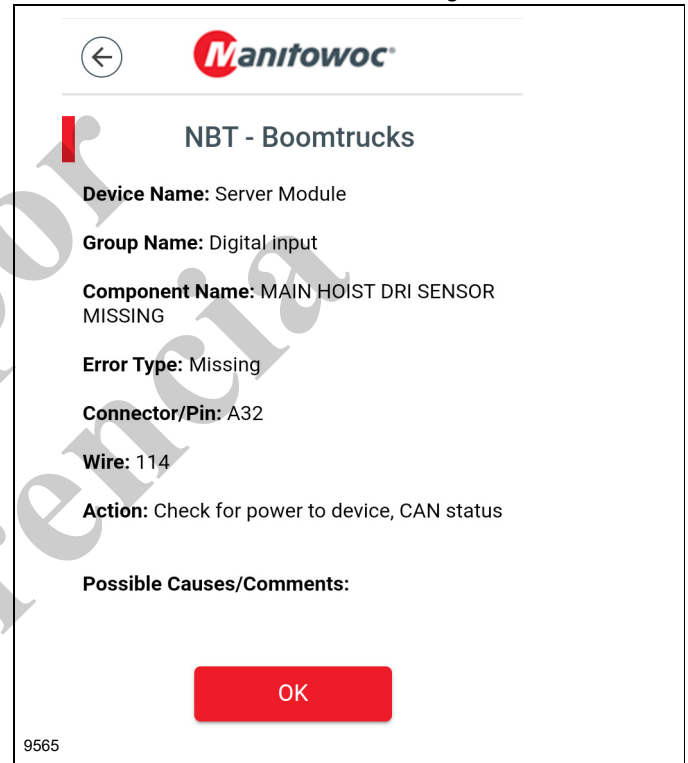 Manitowoc
NBT - Boomtrucks
Device Name: Server Module
Group Name: Digital input
Component Name: MAIN HOIST DRI SENSOR
MISSING
Error Type: Missing
Connector/Pin: A32
Wire: 114
Action: Check for power to device, CAN status
Possible Causes/Comments:
OK
9565